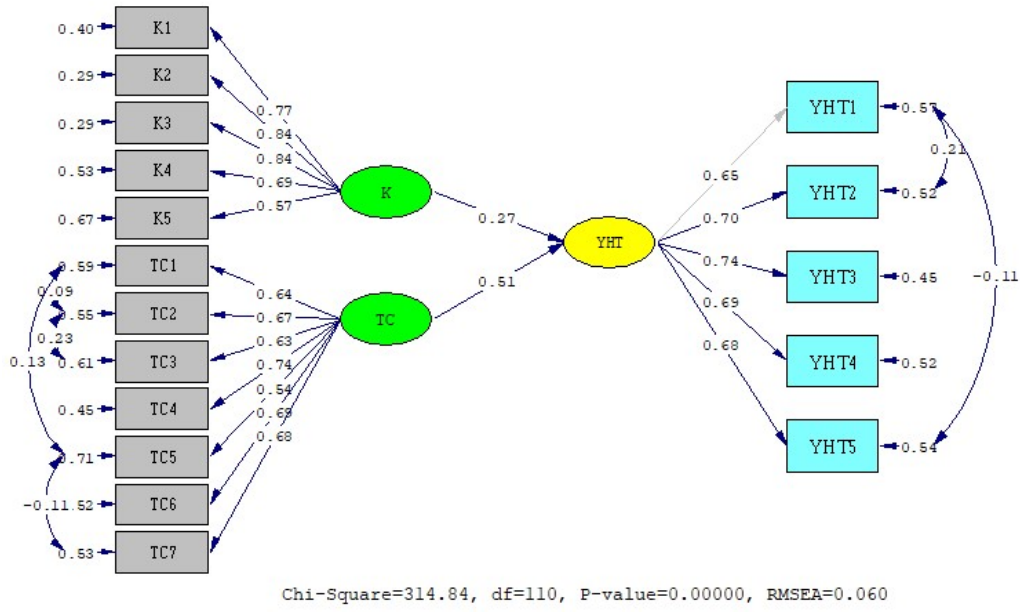 0.40 K1
0.29 K2
0.29 K3
0.53 K4
0.67 K5
0.59 TC1
0.09
0.55 TC2
0.23
0.61 TC3
0.13
0.45 TC4
0.71 TC5
-0.11
.52 TC6
0.53 TC7
0.77
0.84
0.84
0.69
0.57
K
0.64
0.67
0.63
0.74
0.54
0.69
0.68
TC
0.27
0.51
YHT
0.65
0.70
0.74
0.69
0.68
YHT1 0.57
0.21
YHT2 0.52
YHT3 0.45
-0.11
YHT4 0.52
YHT5 0.54
Chi-Square=314.84, df=110, P-value=0.00000, RMSEA=0.060